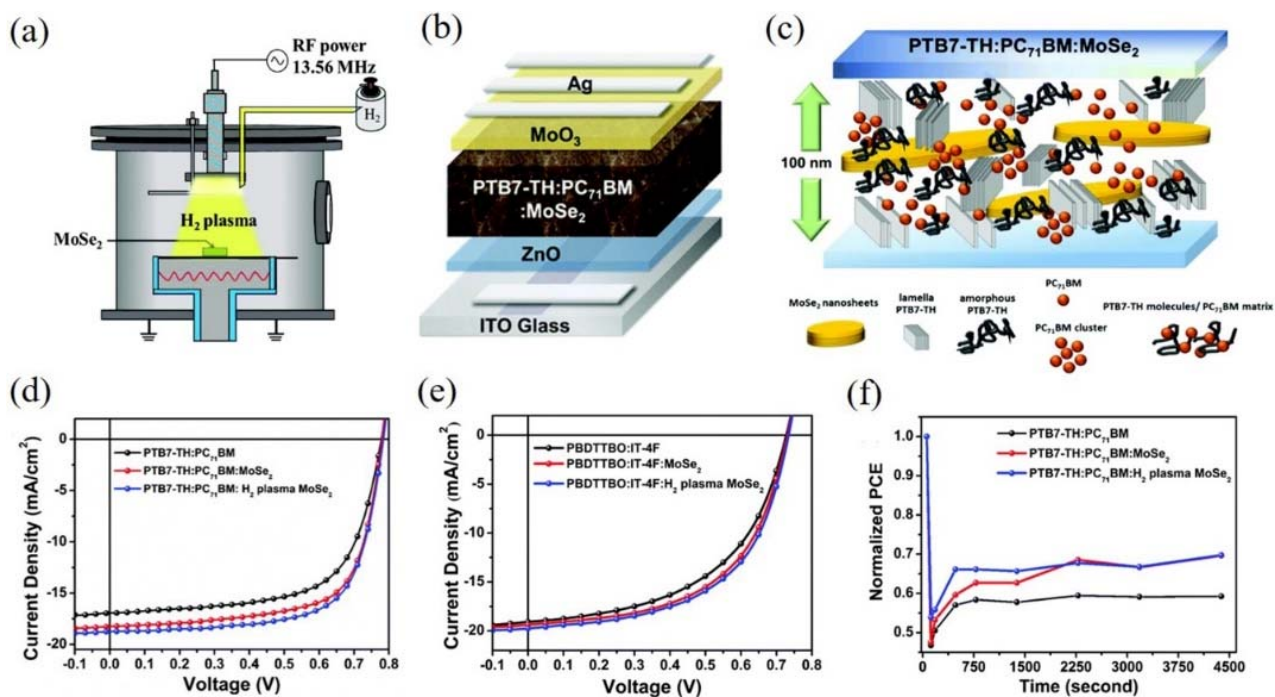 (a)
RF power
13.56 MHz
H₂
H₂ plasma
MoSe₂
(b)
Ag
MoO₃
PTB7-TH:PC₇₁BM
:MoSe₂
ZnO
ITO Glass
(c)
PTB7-TH:PC₇₁BM:MoSe₂
100 nm
MoSe₂ nanosheets
lamella
PTB7-TH
amorphous
PTB7-TH
PC₇₁BM
PC₇₁BM cluster
PTB7-TH molecules/ PC₇₁BM matrix
(d)
Current Density (mA/cm²)
0
-5
-10
-15
-20
PTB7-TH:PC₇₁BM
PTB7-TH:PC₇₁BM:MoSe₂
PTB7-TH:PC₇₁BM: H₂ plasma MoSe₂
-0.1 0.0 0.1 0.2 0.3 0.4 0.5 0.6 0.7 0.8
Voltage (V)
(e)
Current Density (mA/cm²)
0
-5
-10
-15
-20
PBDTTBO:IT-4F
PBDTTBO:IT-4F:MoSe₂
PBDTTBO:IT-4F:H₂ plasma MoSe₂
-0.1 0.0 0.1 0.2 0.3 0.4 0.5 0.6 0.7 0.8
Voltage (V)
(f)
Normalized PCE
1.0
0.9
0.8
0.7
0.6
0.5
PTB7-TH:PC₇₁BM
PTB7-TH:PC₇₁BM:MoSe₂
PTB7-TH:PC₇₁BM:H₂ plasma MoSe₂
0 750 1500 2250 3000 3750 4500
Time (second)